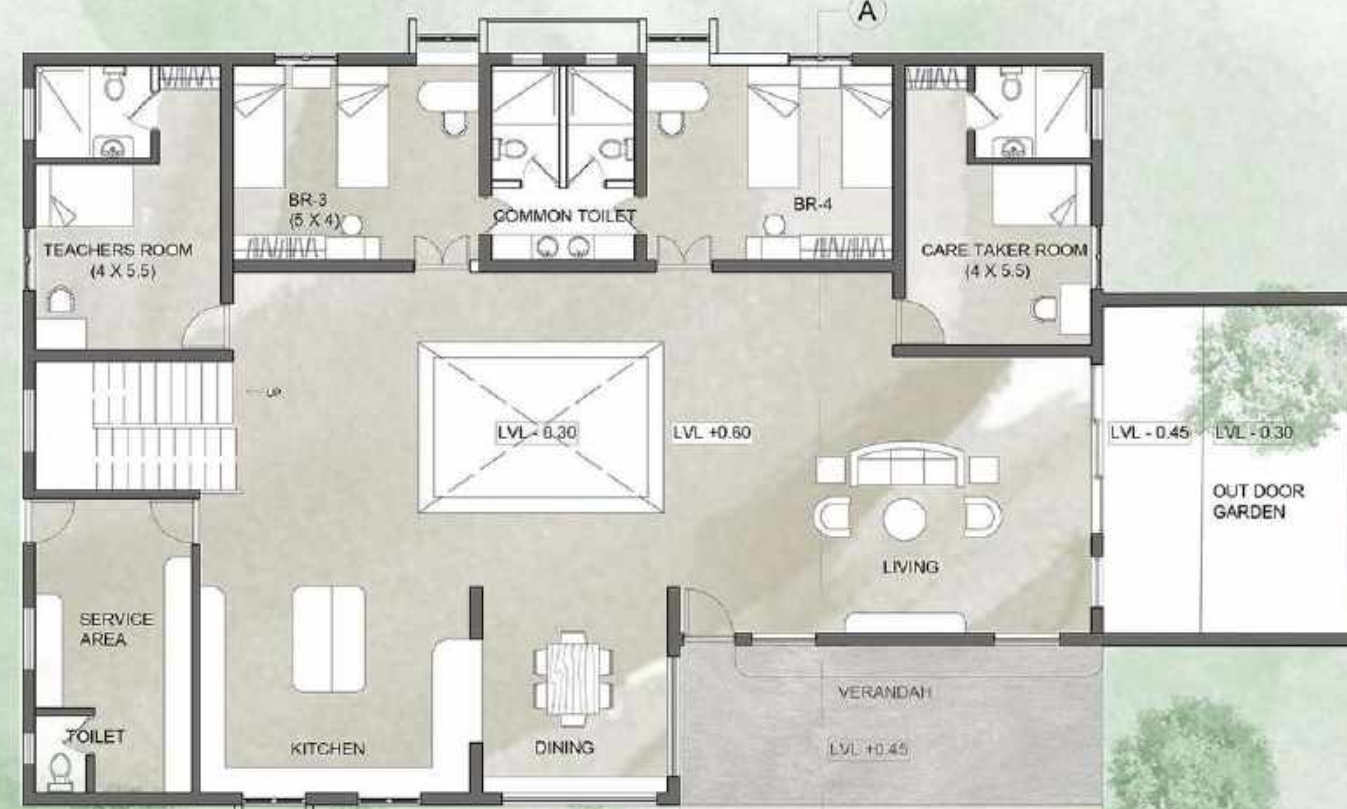 A
BR-3
(5 X 4)
COMMON TOILET
BR-4
TEACHERS ROOM
(4 X 5.5)
CARE TAKER ROOM
(4 X 5.5)
UP
LVL - 0.30
LVL +0.60
LVL - 0.45
LVL - 0.30
OUT DOOR
GARDEN
LIVING
SERVICE
AREA
VERANDAH
TOILET
KITCHEN
DINING
LVL +0.45